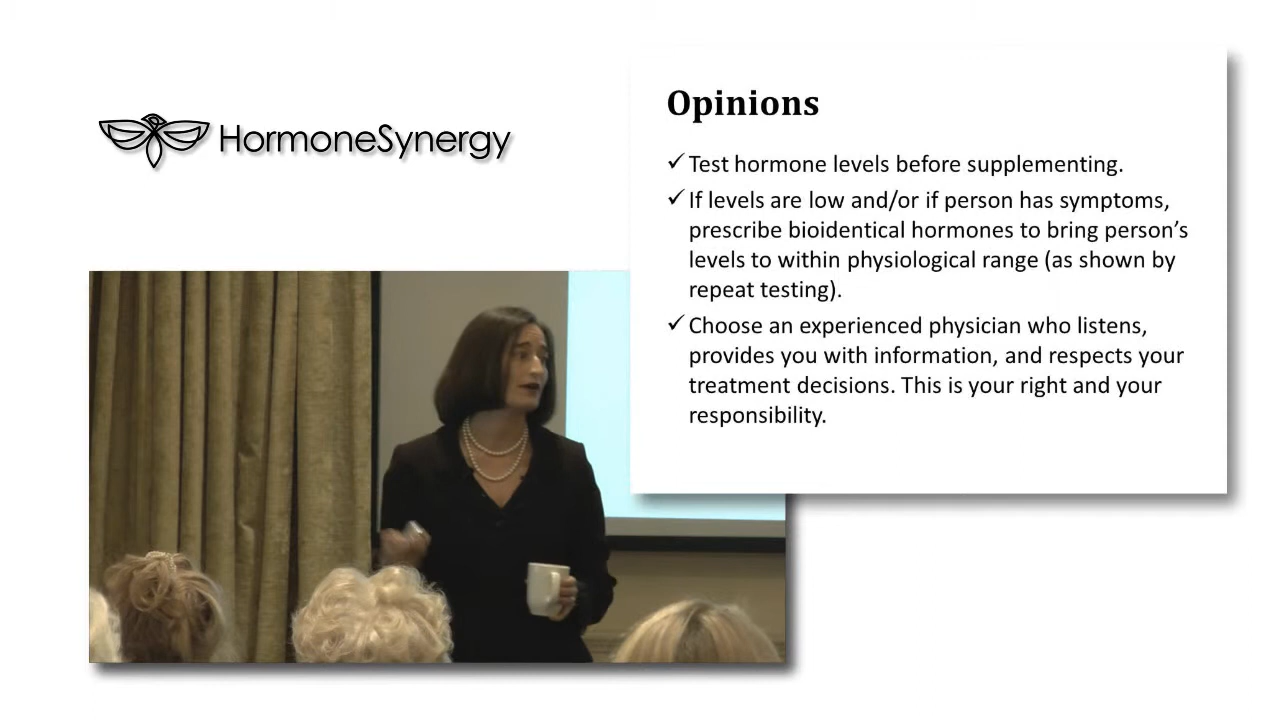 HormoneSynergy
Opinions
✓Test hormone levels before supplementing.
✓If levels are low and/or if person has symptoms,
prescribe bioidentical hormones to bring person's
levels to within physiological range (as shown by
repeat testing).
✓Choose an experienced physician who listens,
provides you with information, and respects your
treatment decisions. This is your right and your
responsibility.